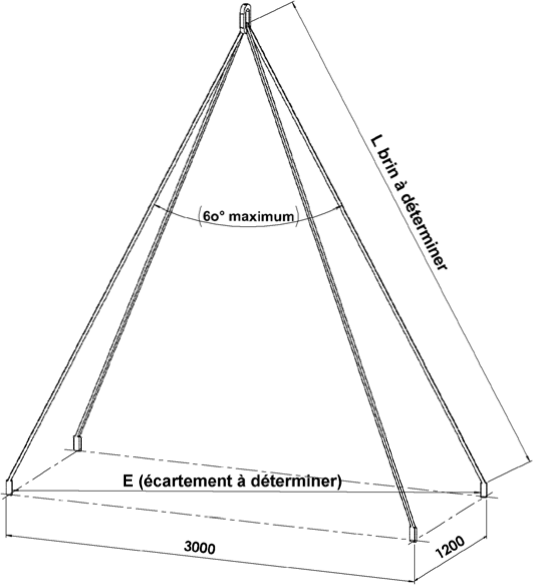 L brin à déterminer
(6o° maximum)
E (écartement à déterminer)
3000
1200